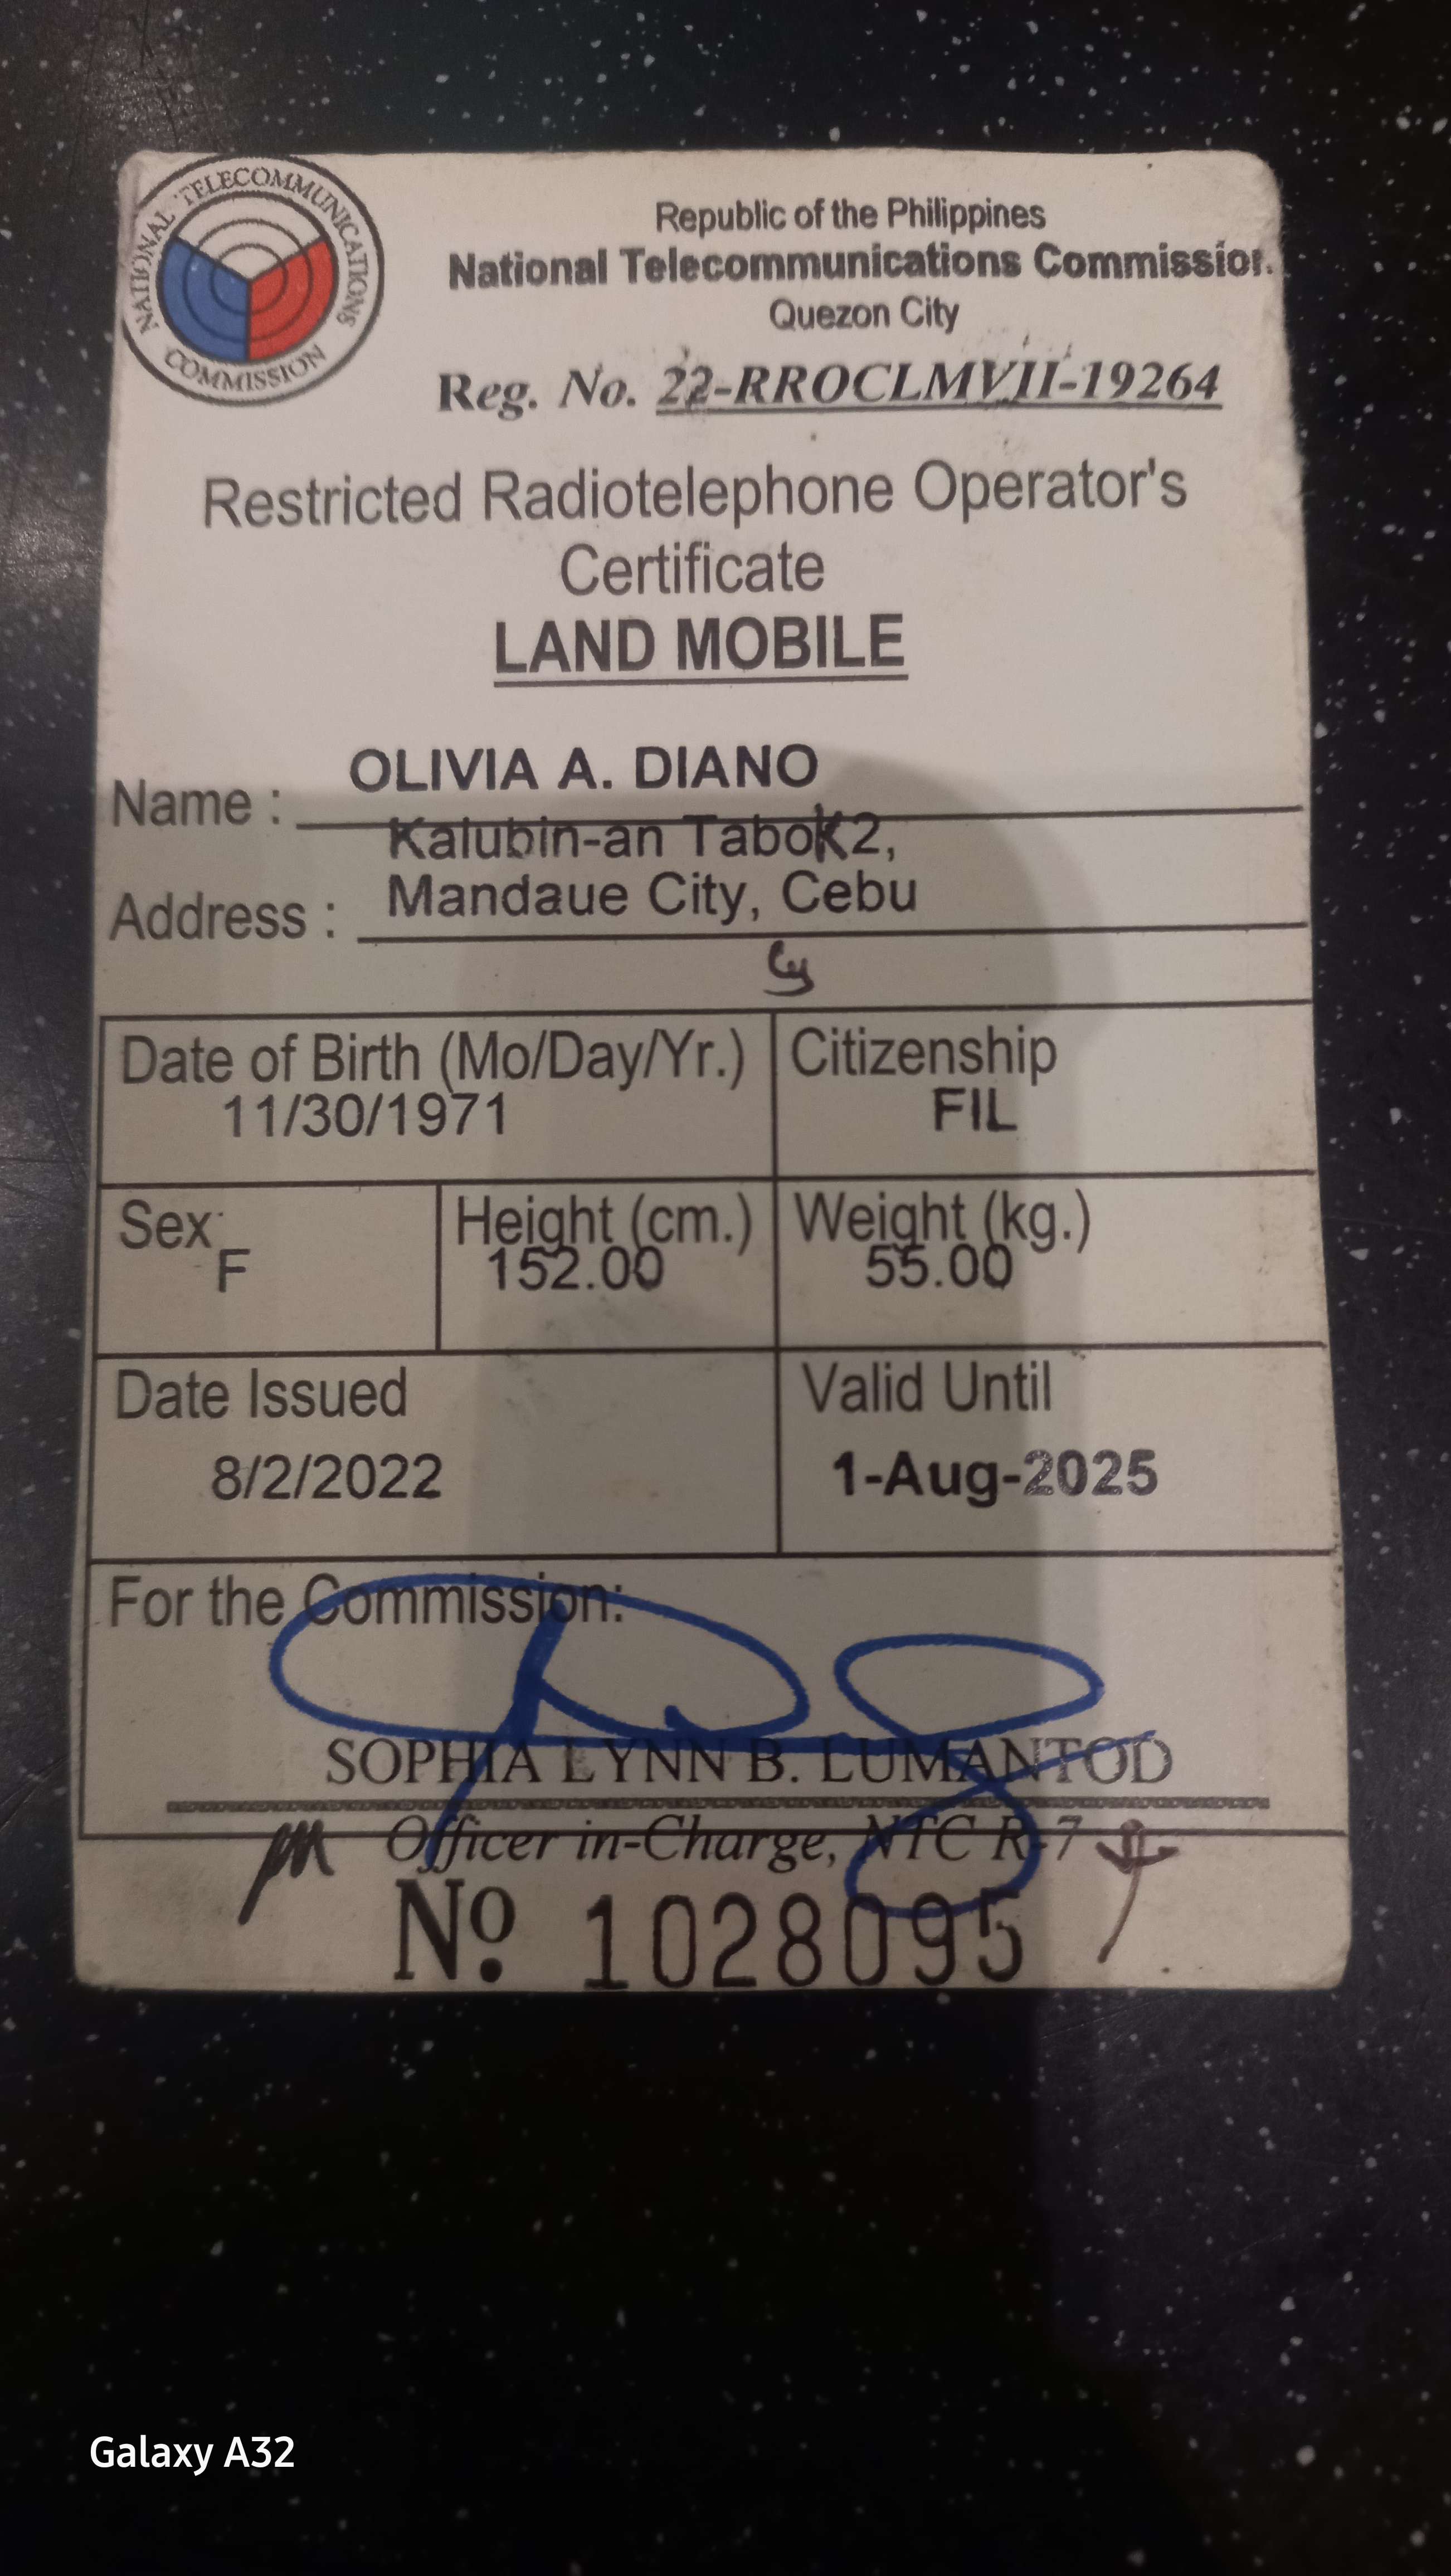 NATIONAL TELECOMMUNICATIONS COMMISSION
Republic of the Philippines
National Telecommunications Commission
Quezon City
Reg. No. 22-RROCLMVII-19264
Restricted Radiotelephone Operator's
Certificate
LAND MOBILE
Name : OLIVIA A. DIANO
Kalubin-an Tabok2,
Address : Mandaue City, Cebu
Date of Birth (Mo/Day/Yr.) Citizenship
11/30/1971 FIL
Sex Height (cm.) Weight (kg.)
F 152.00 55.00
Date Issued Valid Until
8/2/2022 1-Aug-2025
For the Commission:
SOPHIA LYNN B. LUMANTOD
Officer in-Charge, NTC R-7
Nº 1028095
Galaxy A32